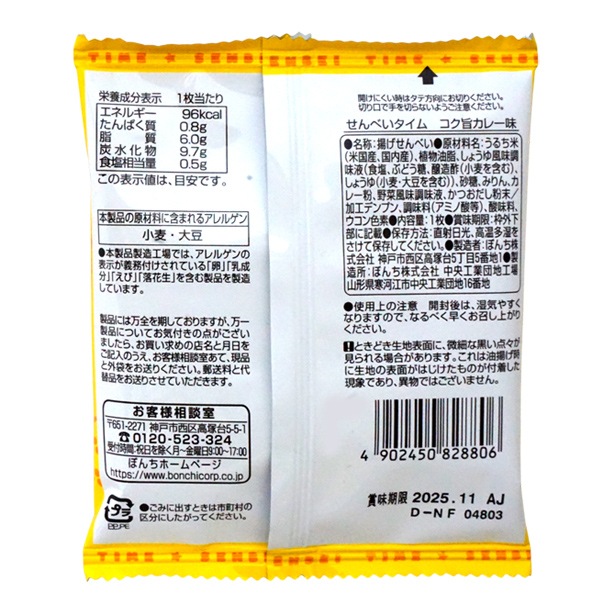 TIME ★ SENBEI
栄養成分表示 1枚当たり
エネルギー 96kcal
たんぱく質 0.8g
脂質 6.0g
炭水化物 9.7g
食塩相当量 0.5g
この表示値は、目安です。
本製品の原材料に含まれるアレルゲン
小麦・大豆
●本製品製造工場では、アレルゲンの
表示が義務付けられている「卵」「乳成
分」「えび」「落花生」を含む製品を製造
しています。
製品には万全を期しておりますが、万一
製品についてお気付きの点がござい
ましたら、お買い求めの店名と月日を
ご記入のうえ、お客様相談室あて、現品
と外袋をお送りください。郵送料と代
替品をお送りさせていただきます。
お客様相談室
〒651-2271 神戸市西区高塚台5-5-1
☎0120-523-324
受付時間:祝日を除く月〜金曜日9:00〜17:00
ぼんちホームページ
https://www.bonchicorp.co.jp
プラ
PP,PE
●ごみに出すときは市町村の
区分にしたがってください。
開けにくい時はタテ方向にお切りください。
切り口で手を切らないようご注意ください。
せんべいタイム コク旨カレー味
●名称:揚げせんべい●原材料名:うるち米
(米国産、国内産)、植物油脂、しょうゆ風味調
味液(食塩、ぶどう糖、醸造酢(小麦を含む)、
しょうゆ(小麦・大豆を含む))、砂糖、みりん、カ
レー粉、野菜風味調味液、かつおだし粉末/
加工デンプン、調味料(アミノ酸等)、酸味料、
ウコン色素●内容量:1枚●賞味期限:枠外下
部に記載●保存方法:直射日光、高温多湿を
さけて保存してください。●製造者:ぼんち株
式会社 神戸市西区高塚台5丁目5番地1●製
造所:ぼんち株式会社 中央工業団地工場
山形県寒河江市中央工業団地16番地
●使用上の注意 開封後は、湿気やすく
なりますので、なるべく早くお召し上がり
ください。
!ときどき生地表面に、微細な黒い点々が
見られる場合があります。これは油揚げ時
に生地の表面がはじけたものが付着した
現象であり、異物ではございません。
4 902450 828806
賞味期限 2025.11 AJ
D-NF 04803
TIME ★ SENBEI